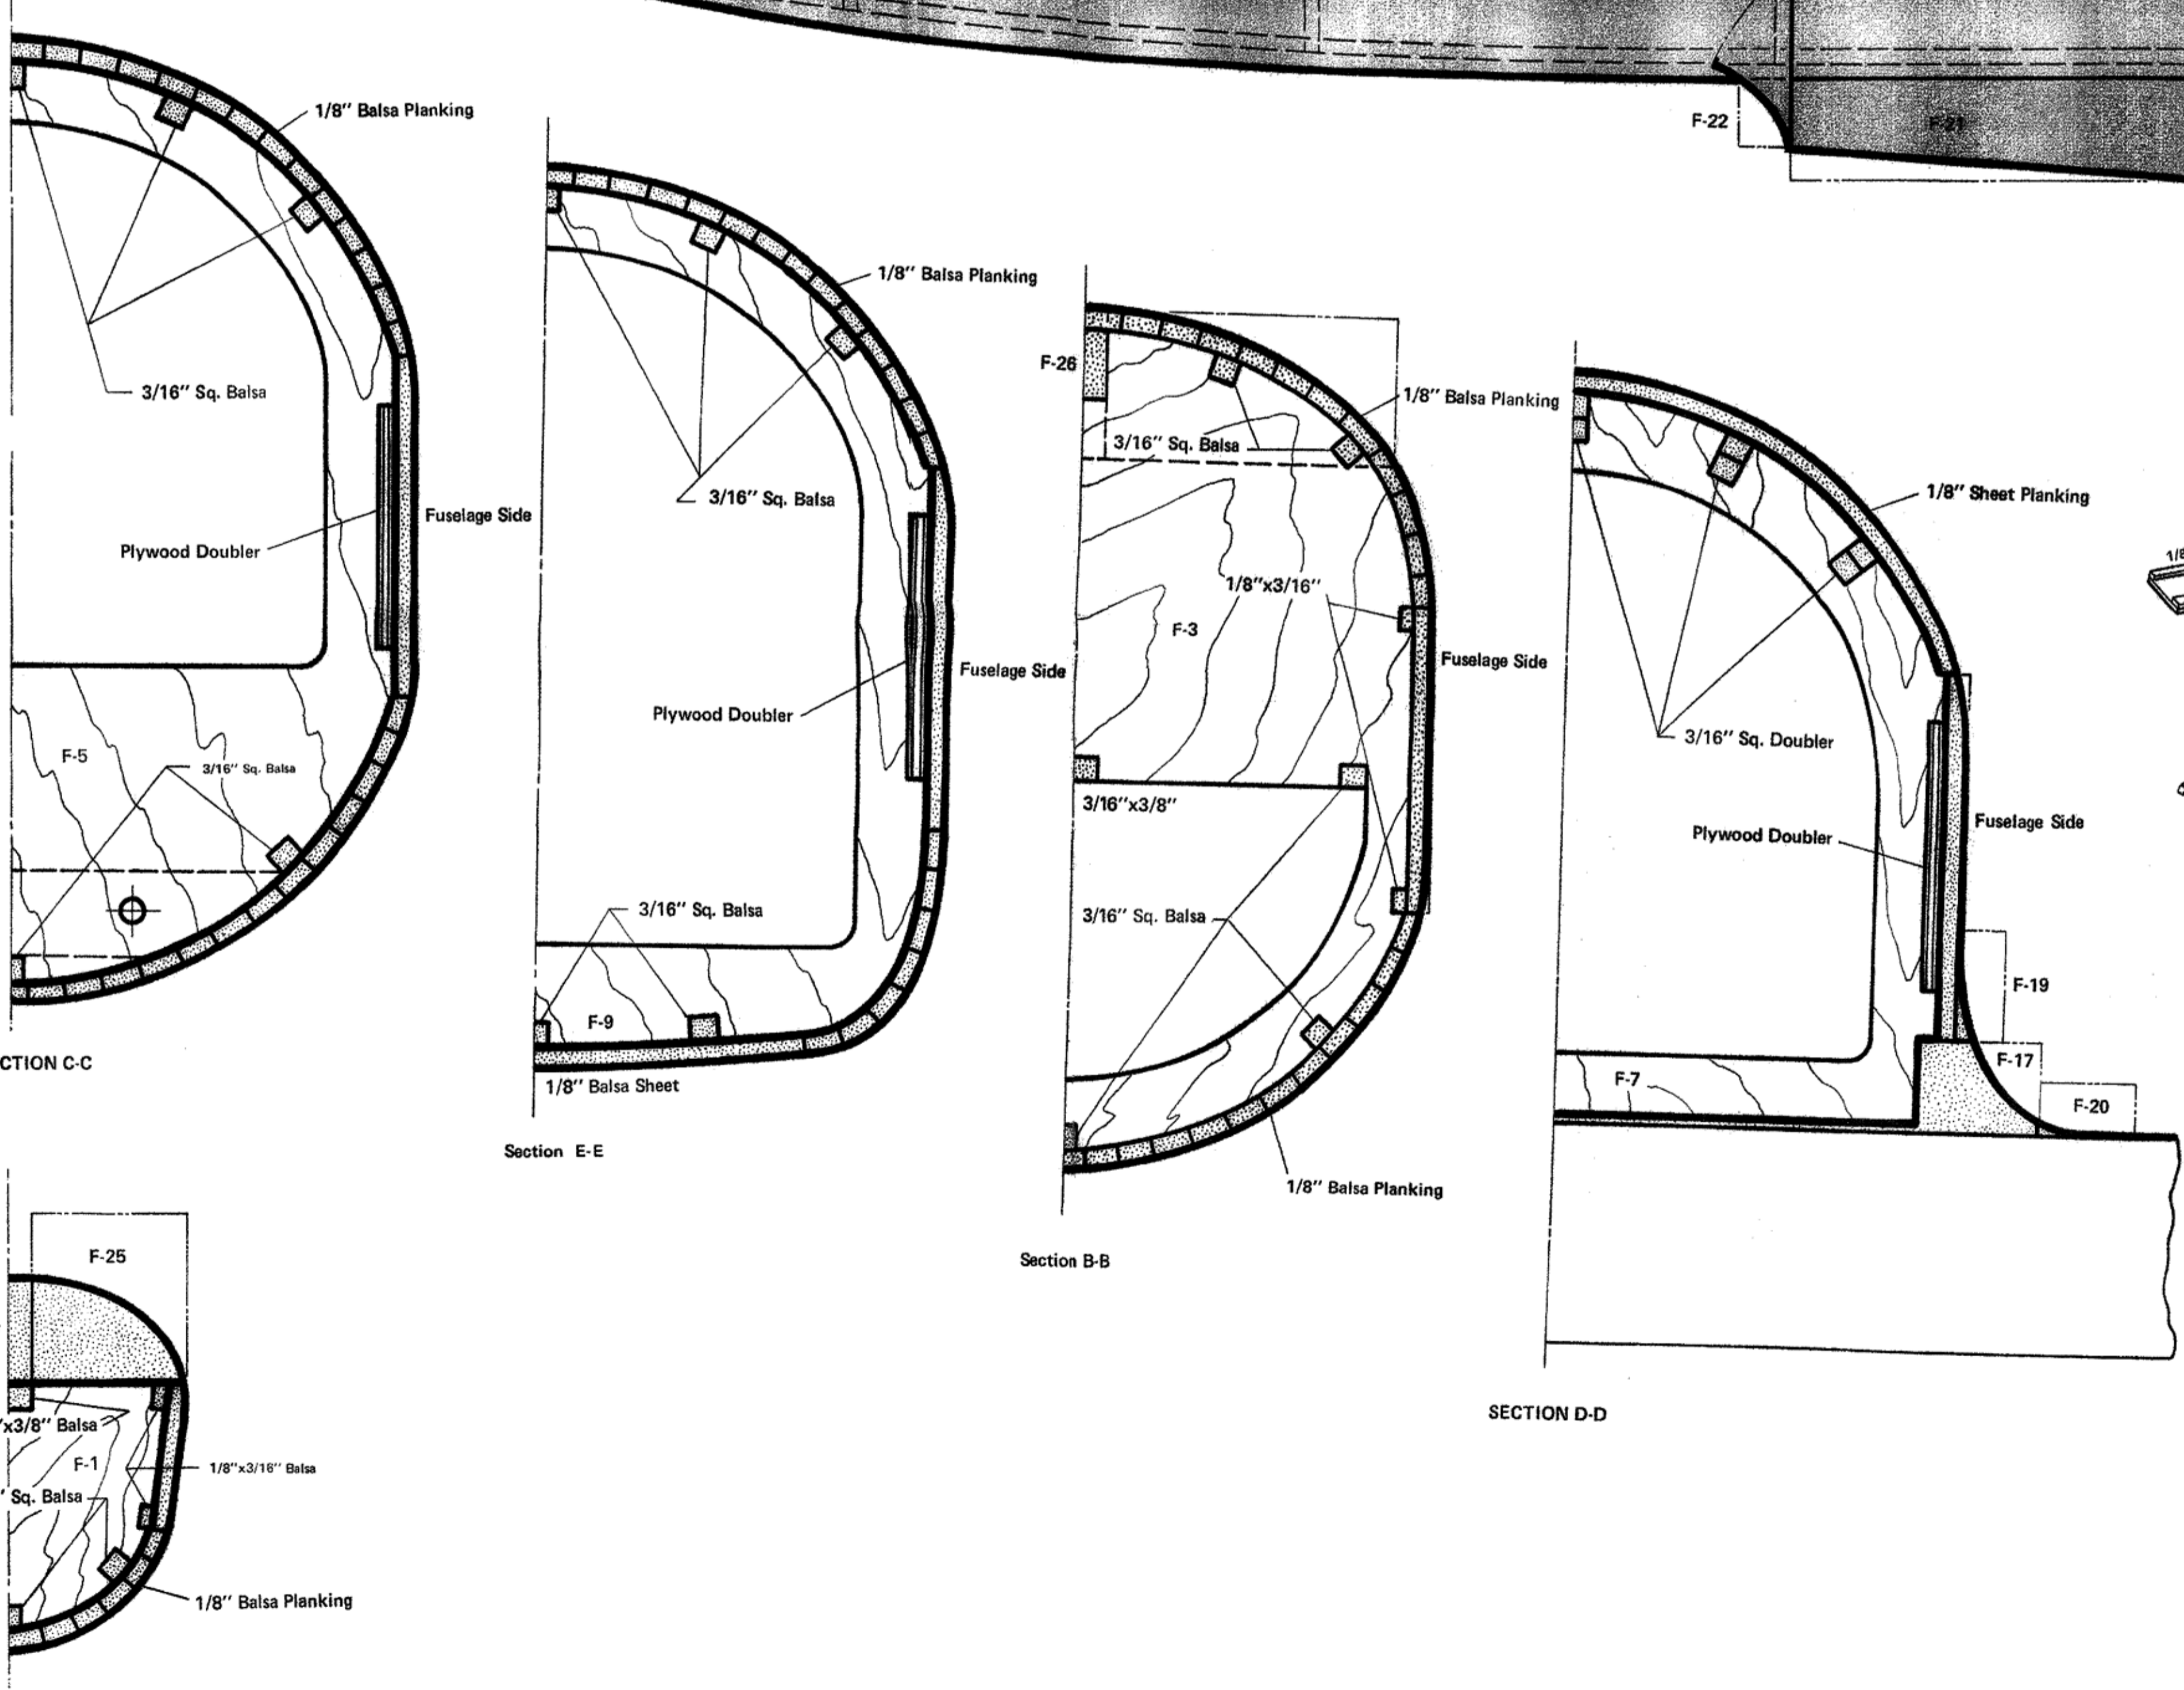 1/8" Balsa Planking
3/16" Sq. Balsa
Plywood Doubler
Fuselage Side
F-5
3/16" Sq. Balsa
CTION C-C
1/8" Balsa Planking
3/16" Sq. Balsa
Plywood Doubler
Fuselage Side
3/16" Sq. Balsa
F-9
1/8" Balsa Sheet
Section E-E
F-26
1/8" Balsa Planking
3/16" Sq. Balsa
1/8"x3/16"
F-3
Fuselage Side
3/16"x3/8"
3/16" Sq. Balsa
1/8" Balsa Planking
Section B-B
F-22
F-21
1/8" Sheet Planking
3/16" Sq. Doubler
Plywood Doubler
Fuselage Side
F-19
F-17
F-7
F-20
SECTION D-D
1/8
F-25
"x3/8" Balsa
F-1
1/8"x3/16" Balsa
" Sq. Balsa
1/8" Balsa Planking